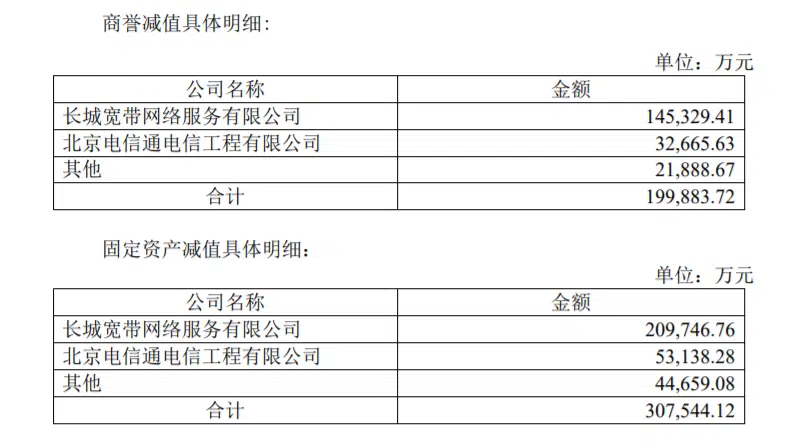 商誉减值具体明细:
单位：万元
公司名称 金额
长城宽带网络服务有限公司 145,329.41
北京电信通电信工程有限公司 32,665.63
其他 21,888.67
合计 199,883.72
固定资产减值具体明细：
单位：万元
公司名称 金额
长城宽带网络服务有限公司 209,746.76
北京电信通电信工程有限公司 53,138.28
其他 44,659.08
合计 307,544.12